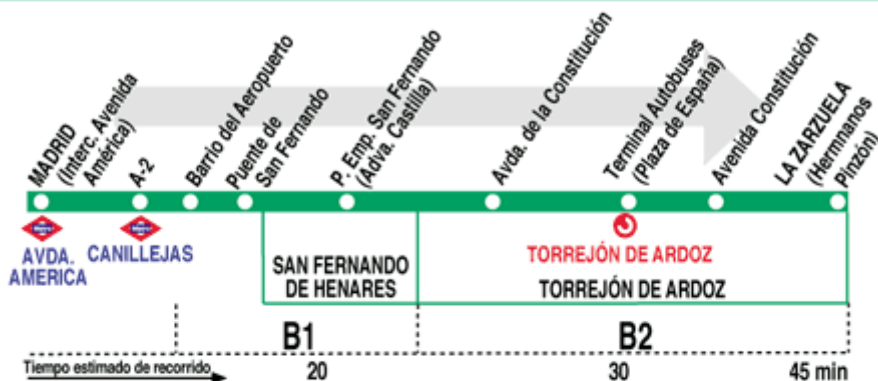 MADRID
(Interc. Avenida
América)
A-2
Barrio del Aeropuerto
Puente de
San Fernando
P. Emp. San Fernando
(Adva. Castilla)
Avda. de la Constitución
Terminal Autobuses
(Plaza de España)
Avenida Constitución
LA ZARZUELA
(Hermnanos
Pinzón)
AVDA.
AMERICA
CANILLEJAS
SAN FERNANDO
DE HENARES
TORREJÓN DE ARDOZ
TORREJÓN DE ARDOZ
B1
B2
Tiempo estimado de recorrido
20
30
45 min